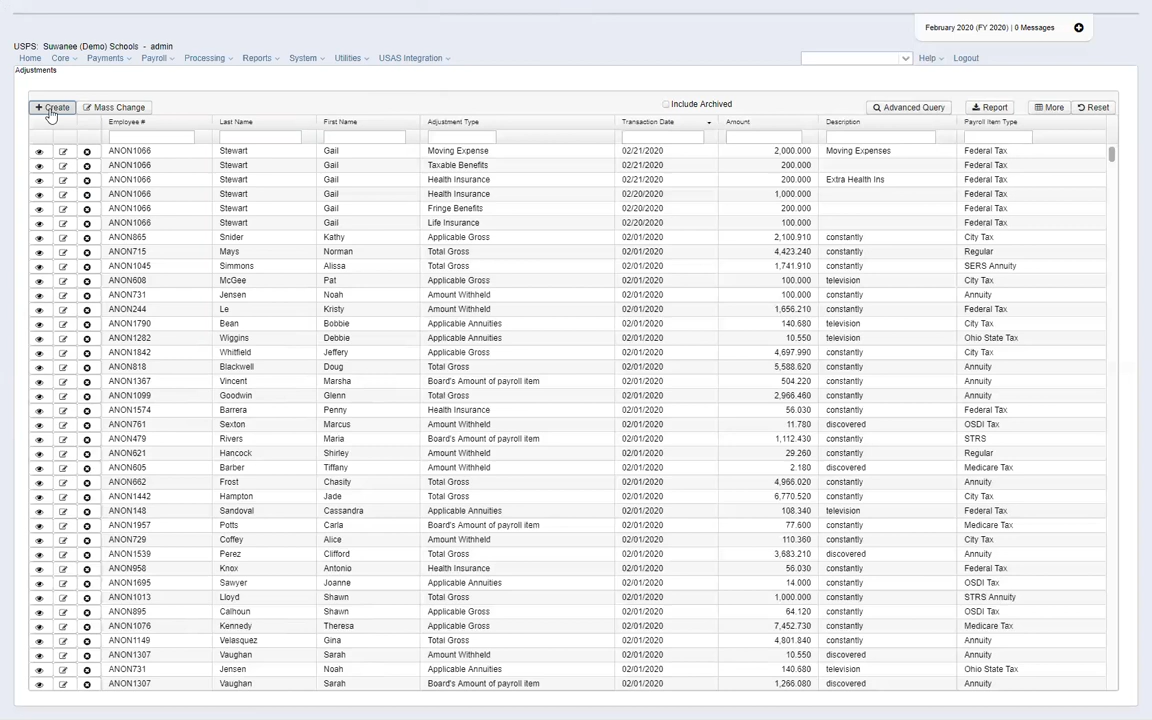 February 2020 (FY 2020) | 0 Messages
USPS: Suwanee (Demo) Schools - admin
Home Core Payments Payroll Processing Reports System Utilities USAS Integration Help Logout
Adjustments
Create Mass Change Include Archived Advanced Query Report More Reset
Employee # Last Name First Name Adjustment Type Transaction Date Amount Description Payroll Item Type
ANON1066 Stewart Gail Moving Expense 02/21/2020 2,000.000 Moving Expenses Federal Tax
ANON1066 Stewart Gail Taxable Benefits 02/21/2020 200.000 Federal Tax
ANON1066 Stewart Gail Health Insurance 02/21/2020 200.000 Extra Health Ins Federal Tax
ANON1066 Stewart Gail Health Insurance 02/20/2020 1,000.000 Federal Tax
ANON1066 Stewart Gail Fringe Benefits 02/20/2020 200.000 Federal Tax
ANON1066 Stewart Gail Life Insurance 02/20/2020 100.000 Federal Tax
ANON865 Snider Kathy Applicable Gross 02/01/2020 2,100.910 constantly City Tax
ANON715 Mays Norman Total Gross 02/01/2020 4,423.240 constantly Regular
ANON1045 Simmons Alissa Total Gross 02/01/2020 1,741.910 constantly SERS Annuity
ANON608 McGee Pat Applicable Gross 02/01/2020 100.000 television City Tax
ANON731 Jensen Noah Amount Withheld 02/01/2020 100.000 constantly Annuity
ANON244 Le Kristy Amount Withheld 02/01/2020 1,656.210 constantly Federal Tax
ANON1790 Bean Bobbie Applicable Annuities 02/01/2020 140.680 television City Tax
ANON1282 Wiggins Debbie Applicable Annuities 02/01/2020 10.550 television Ohio State Tax
ANON1842 Whitfield Jeffery Applicable Gross 02/01/2020 4,697.990 constantly City Tax
ANON818 Blackwell Doug Total Gross 02/01/2020 5,588.620 constantly Annuity
ANON1367 Vincent Marsha Board's Amount of payroll item 02/01/2020 504.220 constantly Annuity
ANON1099 Goodwin Glenn Total Gross 02/01/2020 2,966.460 constantly Annuity
ANON1574 Barrera Penny Health Insurance 02/01/2020 56.030 constantly Federal Tax
ANON761 Sexton Marcus Amount Withheld 02/01/2020 11.780 discovered OSDI Tax
ANON479 Rivers Maria Board's Amount of payroll item 02/01/2020 1,112.430 constantly STRS
ANON621 Hancock Shirley Amount Withheld 02/01/2020 29.260 constantly Regular
ANON605 Barber Tiffany Amount Withheld 02/01/2020 2.180 discovered Medicare Tax
ANON662 Frost Chasity Total Gross 02/01/2020 4,966.020 constantly Annuity
ANON1442 Hampton Jade Total Gross 02/01/2020 6,770.520 constantly City Tax
ANON148 Sandoval Cassandra Applicable Annuities 02/01/2020 108.340 television Federal Tax
ANON1957 Potts Carla Board's Amount of payroll item 02/01/2020 77.600 constantly Medicare Tax
ANON729 Coffey Alice Amount Withheld 02/01/2020 110.360 constantly City Tax
ANON1539 Perez Clifford Total Gross 02/01/2020 3,683.210 discovered Annuity
ANON958 Knox Antonio Health Insurance 02/01/2020 56.030 constantly Federal Tax
ANON1695 Sawyer Joanne Applicable Annuities 02/01/2020 14.000 constantly OSDI Tax
ANON1013 Lloyd Shawn Total Gross 02/01/2020 1,000.000 constantly STRS Annuity
ANON895 Calhoun Shawn Applicable Gross 02/01/2020 64.120 constantly OSDI Tax
ANON1076 Kennedy Theresa Applicable Gross 02/01/2020 7,452.730 constantly Medicare Tax
ANON1149 Velasquez Gina Total Gross 02/01/2020 4,801.840 constantly Annuity
ANON1307 Vaughan Sarah Amount Withheld 02/01/2020 10.550 discovered Annuity
ANON731 Jensen Noah Applicable Annuities 02/01/2020 140.680 television Ohio State Tax
ANON1307 Vaughan Sarah Board's Amount of payroll item 02/01/2020 1,266.080 discovered Annuity